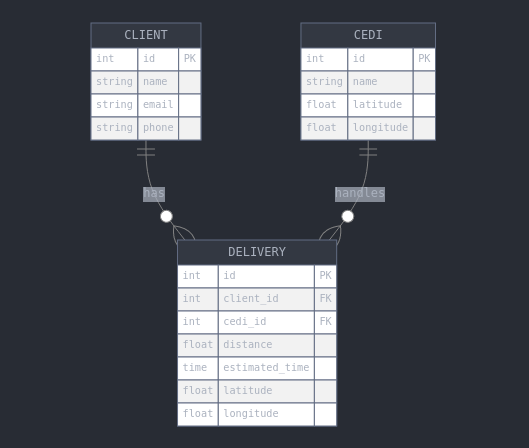 CLIENT
int id PK
string name
string email
string phone
CEDI
int id PK
string name
float latitude
float longitude
has
handles
DELIVERY
int id PK
int client_id FK
int cedi_id FK
float distance
time estimated_time
float latitude
float longitude